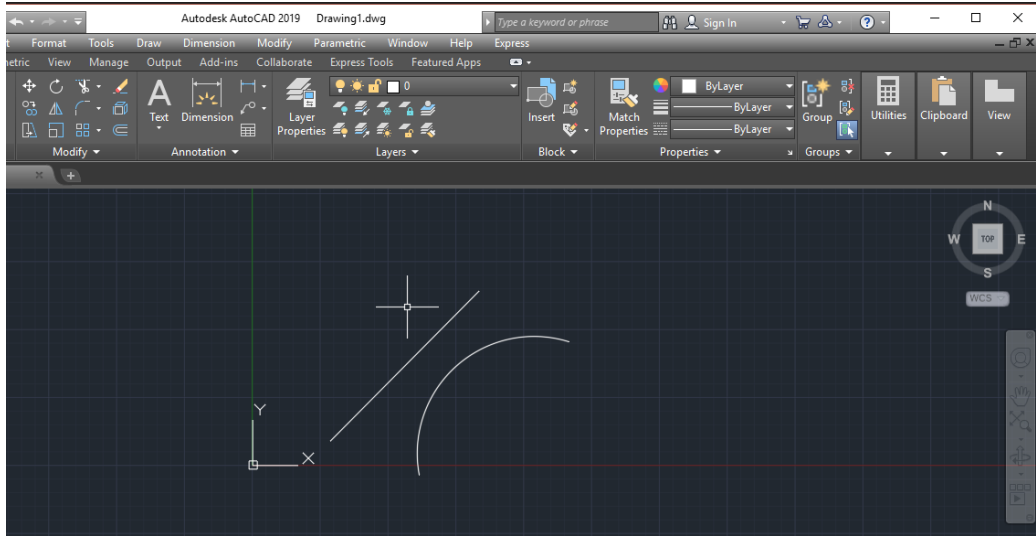 Autodesk AutoCAD 2019 Drawing1.dwg Type a keyword or phrase Sign In
Format Tools Draw Dimension Modify Parametric Window Help Express
View Manage Output Add-ins Collaborate Express Tools Featured Apps
0 ByLayer
Text Dimension Layer Properties Insert Match Properties ByLayer Group Utilities Clipboard View
ByLayer
Modify Annotation Layers Block Properties Groups
N
W TOP E
S
WCS
Y
X